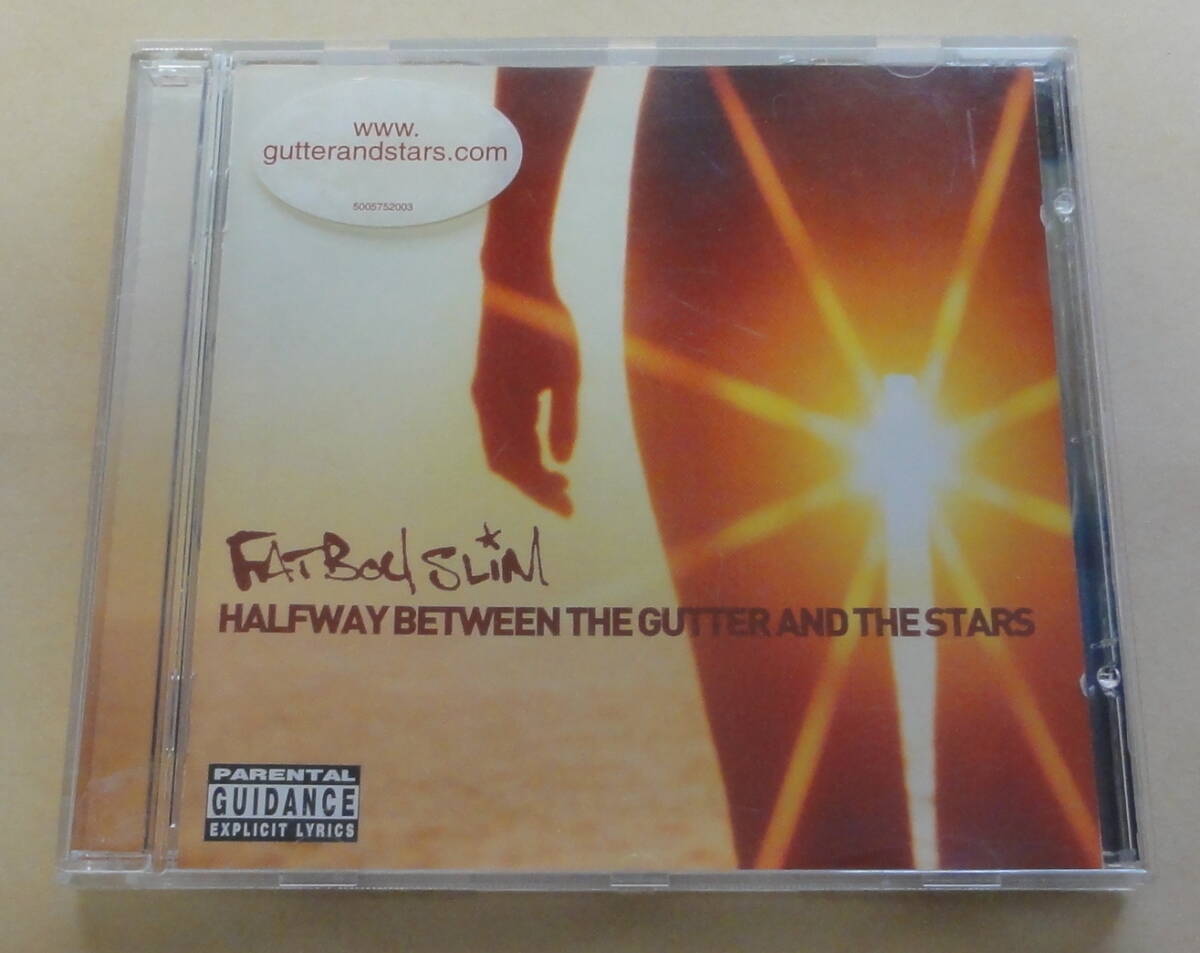 www.
gutterandstars.com
5005752003
FATBOY SLIM
HALFWAY BETWEEN THE GUTTER AND THE STARS
PARENTAL
GUIDANCE
EXPLICIT LYRICS